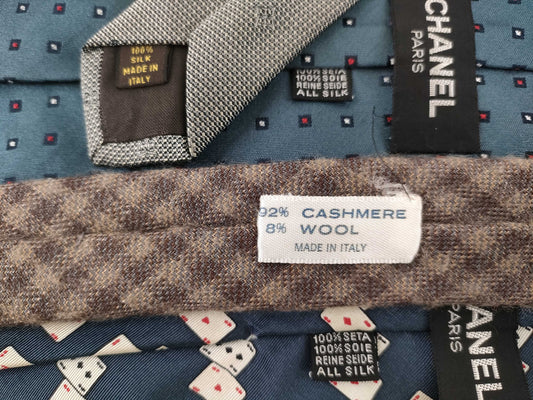 100%
SILK
MADE IN
ITALY
100% SETA
100% SOIE
REINE SEIDE
ALL SILK
CHANEL
PARIS
92% CASHMERE
8% WOOL
MADE IN ITALY
100% SETA
100% SOIE
REINE SEIDE
ALL SILK
CHANEL
PARIS